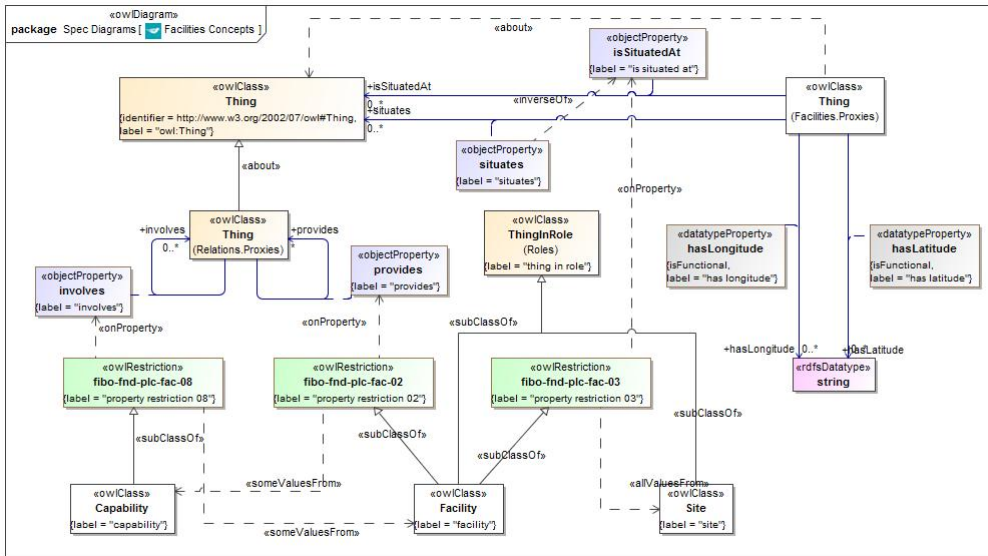 «owlDiagram»
package Spec Diagrams [ Facilities Concepts ]
«about»
«objectProperty»
isSituatedAt
{label = "is situated at"}
«owlClass»
Thing
{identifier = http://www.w3.org/2002/07/owl#Thing,
label = "owl:Thing"}
+isSituatedAt
0..*
+situates
0..*
«inverseOf»
«owlClass»
Thing
(Facilities.Proxies)
«objectProperty»
situates
{label = "situates"}
«about»
«onProperty»
«owlClass»
Thing
(Relations.Proxies)
+involves
0..*
+provides
*
«owlClass»
ThingInRole
(Roles)
{label = "thing in role"}
«datatypeProperty»
hasLongitude
{isFunctional,
label = "has longitude"}
«datatypeProperty»
hasLatitude
{isFunctional,
label = "has latitude"}
«objectProperty»
involves
{label = "involves"}
«objectProperty»
provides
{label = "provides"}
«onProperty»
«onProperty»
«subClassOf»
+hasLongitude
0..*
0..*
+hasLatitude
«owlRestriction»
fibo-fnd-plc-fac-08
{label = "property restriction 08"}
«owlRestriction»
fibo-fnd-plc-fac-02
{label = "property restriction 02"}
«owlRestriction»
fibo-fnd-plc-fac-03
{label = "property restriction 03"}
«rdfsDatatype»
string
«subClassOf»
«subClassOf»
«subClassOf»
«subClassOf»
«someValuesFrom»
«allValuesFrom»
«owlClass»
Capability
{label = "capability"}
«owlClass»
Facility
{label = "facility"}
«owlClass»
Site
{label = "site"}
«someValuesFrom»